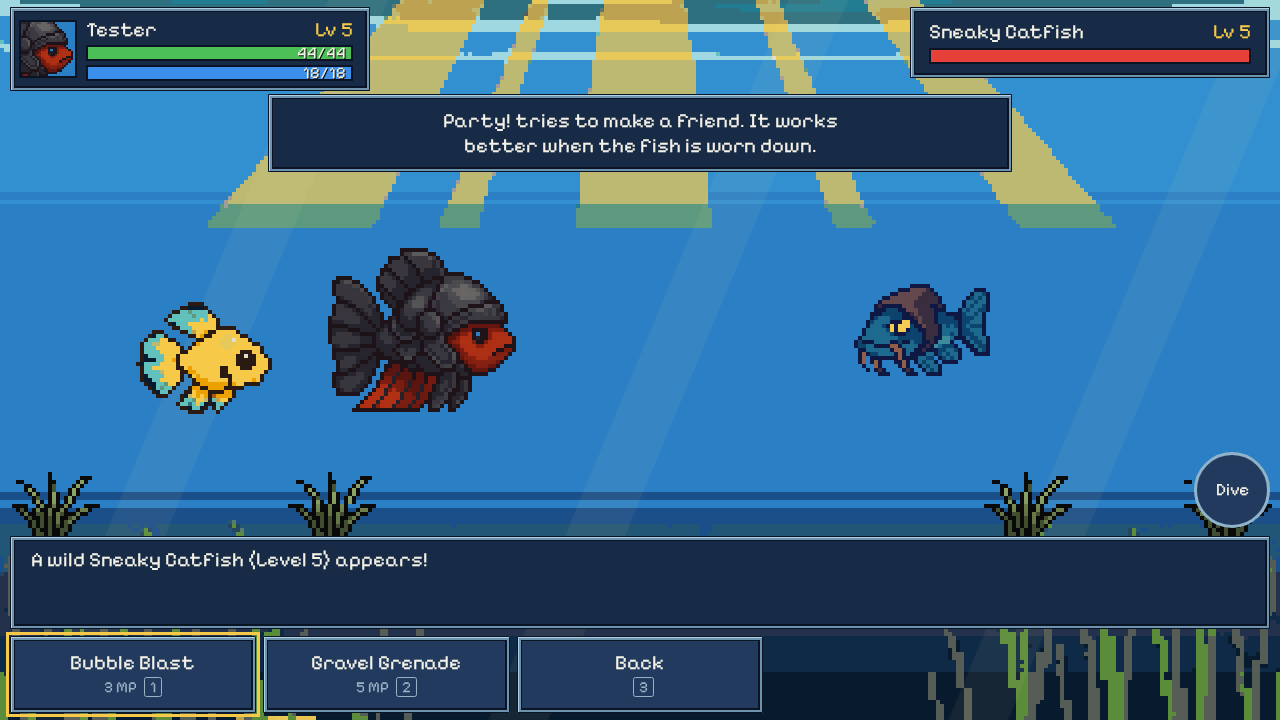 Tester Lv 5
44/44
18/18
Sneaky Catfish Lv 5
Party! tries to make a friend. It works
better when the fish is worn down.
Dive
A wild Sneaky Catfish (Level 5) appears!
Bubble Blast
3 MP 1
Gravel Grenade
5 MP 2
Back
3